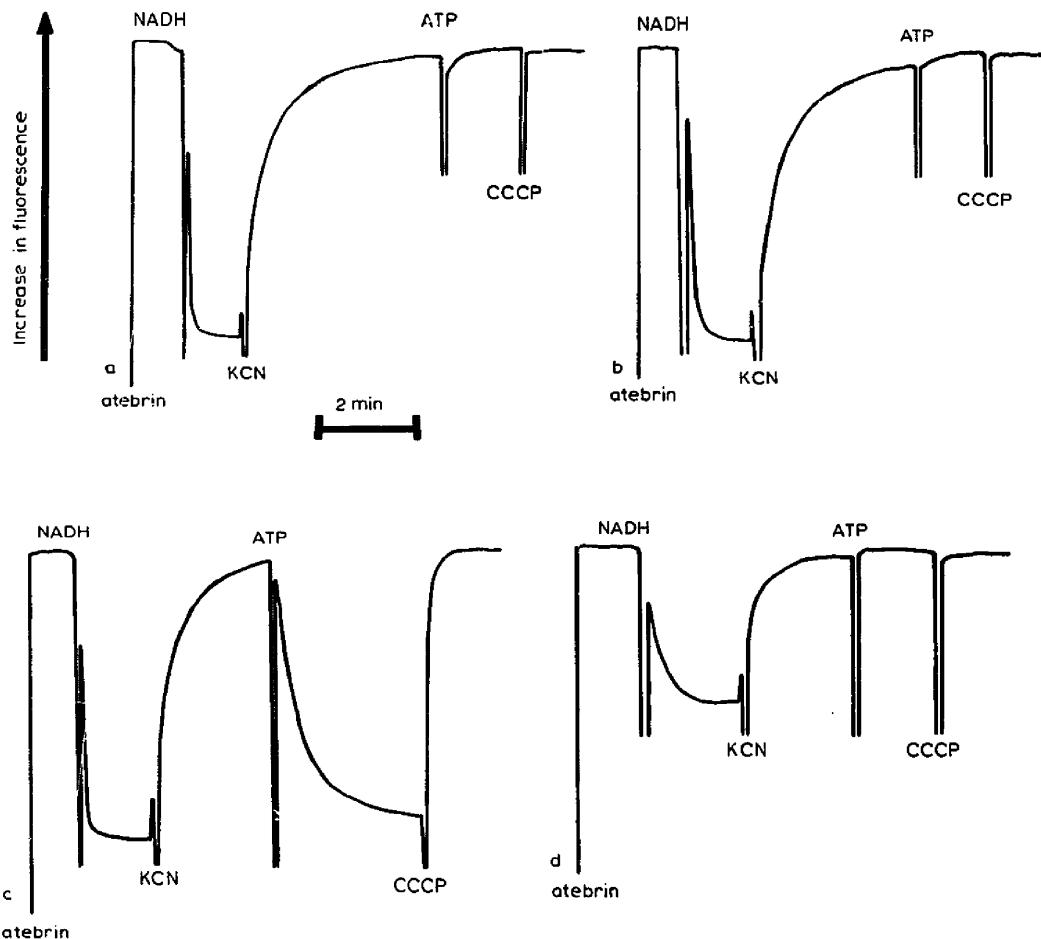 Increase in fluorescence
NADH
ATP
CCCP
KCN
a
atebrin
NADH
ATP
CCCP
KCN
b
atebrin
2 min
NADH
ATP
KCN
CCCP
c
atebrin
NADH
ATP
KCN
CCCP
d
atebrin